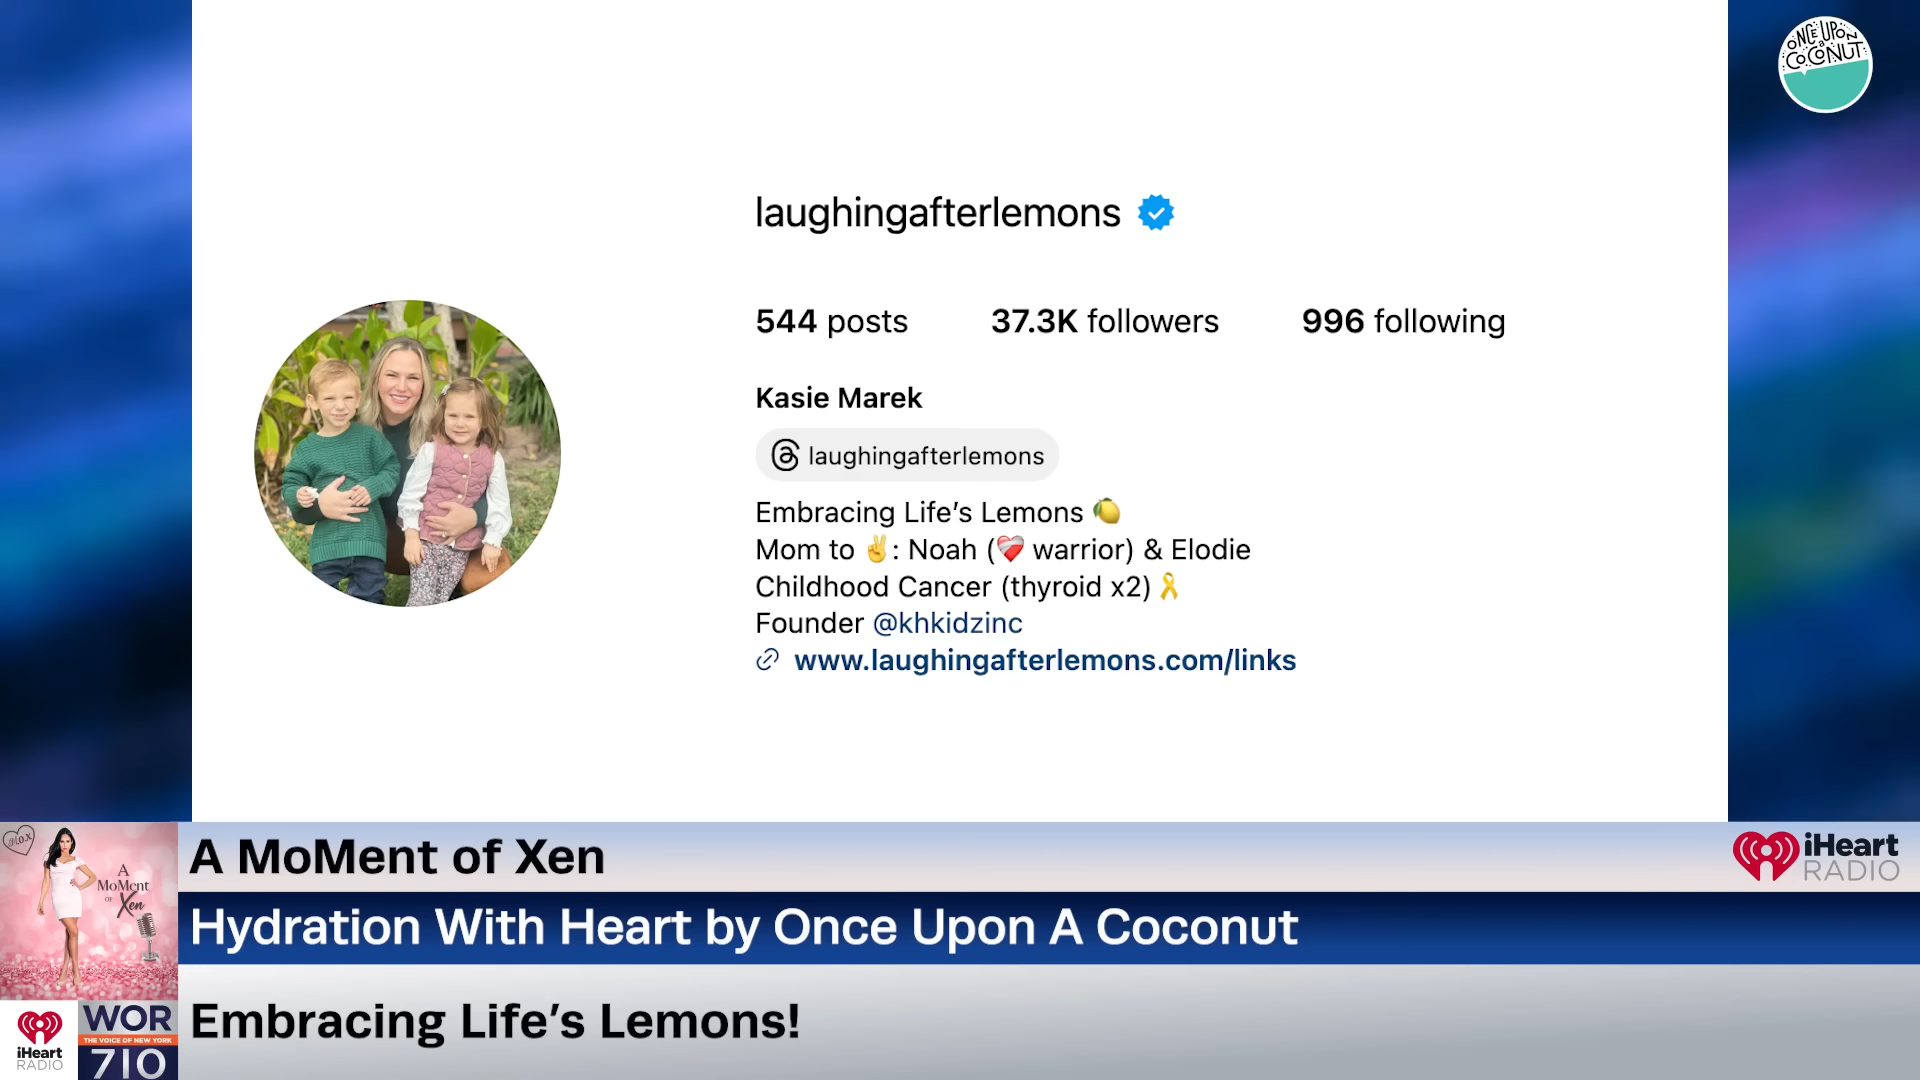 ONCE UPON
a
COCONUT
laughingafterlemons
544 posts 37.3K followers 996 following
Kasie Marek
laughingafterlemons
Embracing Life’s Lemons 🍋
Mom to ✌️: Noah (❤️‍🩹 warrior) & Elodie
Childhood Cancer (thyroid x2) 🎗️
Founder @khkidzinc
www.laughingafterlemons.com/links
A MoMent of Xen
iHeart
RADIO
Hydration With Heart by Once Upon A Coconut
Embracing Life’s Lemons!
M.O.X
A
MoMent
OF Xen
iHeart
RADIO
WOR
THE VOICE OF NEW YORK
710